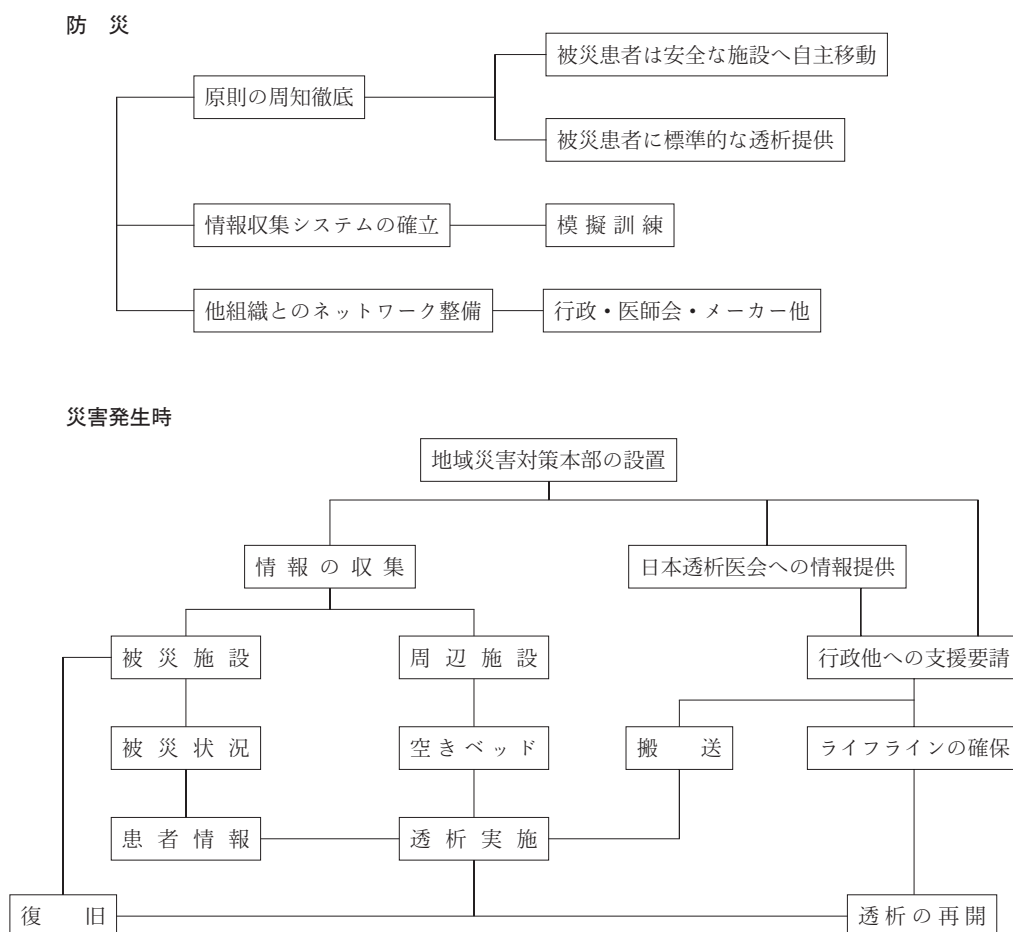 防 災
被災患者は安全な施設へ自主移動
原則の周知徹底
被災患者に標準的な透析提供
情報収集システムの確立
模擬訓練
他組織とのネットワーク整備
行政・医師会・メーカー他
災害発生時
地域災害対策本部の設置
情報の収集
日本透析医会への情報提供
被災施設
周辺施設
行政他への支援要請
被災状況
空きベッド
搬 送
ライフラインの確保
患者情報
透析実施
復 旧
透析の再開